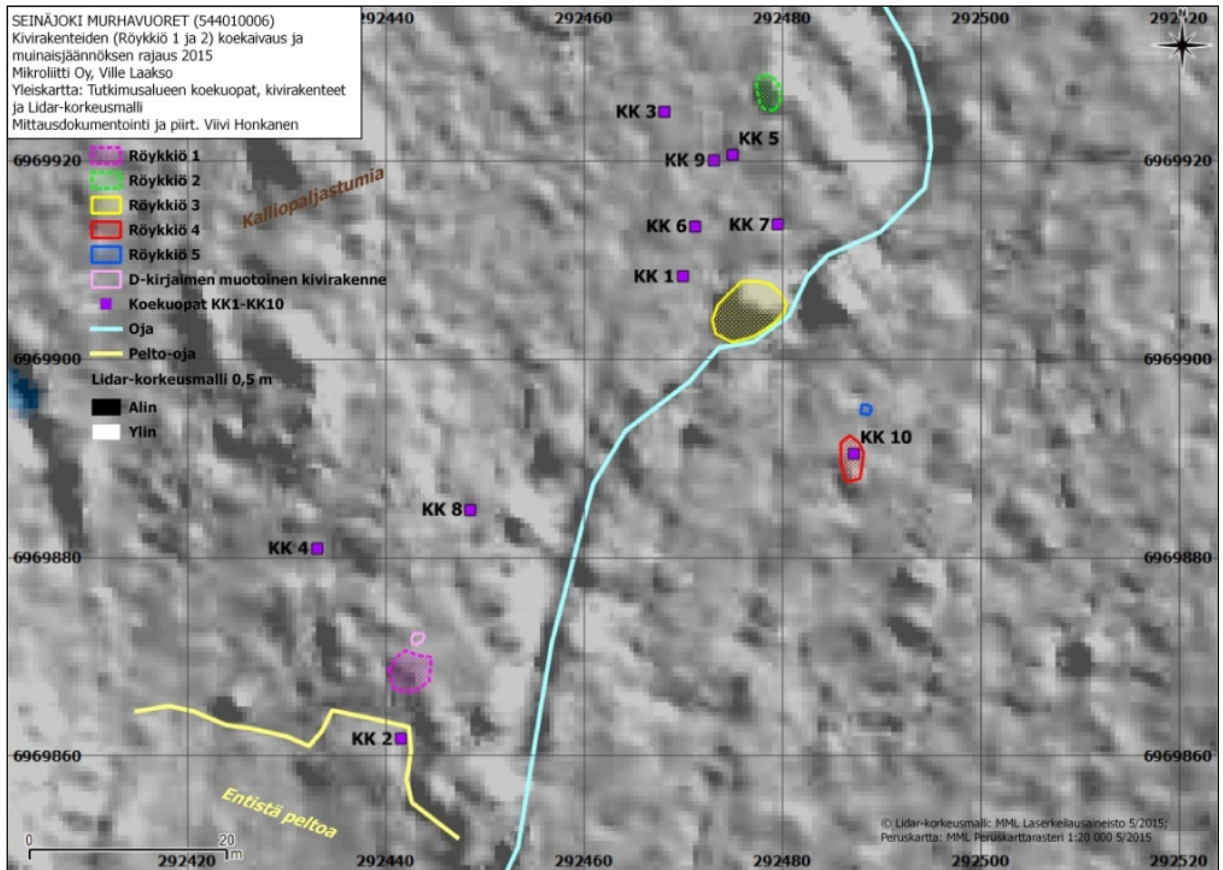 SEINÄJOKI MURHAVUORET (544010006)
Kivirakenteiden (Röykkiö 1 ja 2) koekaivaus ja
muinaisjäännöksen rajaus 2015
Mikroliitti Oy, Ville Laakso
Yleiskartta: Tutkimusalueen koekuopat, kivirakenteet
ja Lidar-korkeusmalli
Mittausdokumentointi ja piirt. Viivi Honkanen
292440
292460
292480
292500
292520
N
KK 3
KK 5
KK 9
6969920
6969920
Röykkiö 1
Röykkiö 2
Röykkiö 3
Röykkiö 4
Röykkiö 5
D-kirjaimen muotoinen kivirakenne
Koekuopat KK1-KK10
Oja
Pelto-oja
Lidar-korkeusmalli 0,5 m
Alin
Ylin
Kalliopaljastumia
KK 6
KK 7
KK 1
6969900
6969900
KK 10
KK 8
KK 4
6969880
6969880
KK 2
6969860
6969860
Entistä peltoa
0
20
m
© Lidar-korkeusmalli: MML Laserkeilausaineisto 5/2015;
Peruskartta: MML Peruskarttarasteri 1:20 000 5/2015
292420
292440
292460
292480
292500
292520